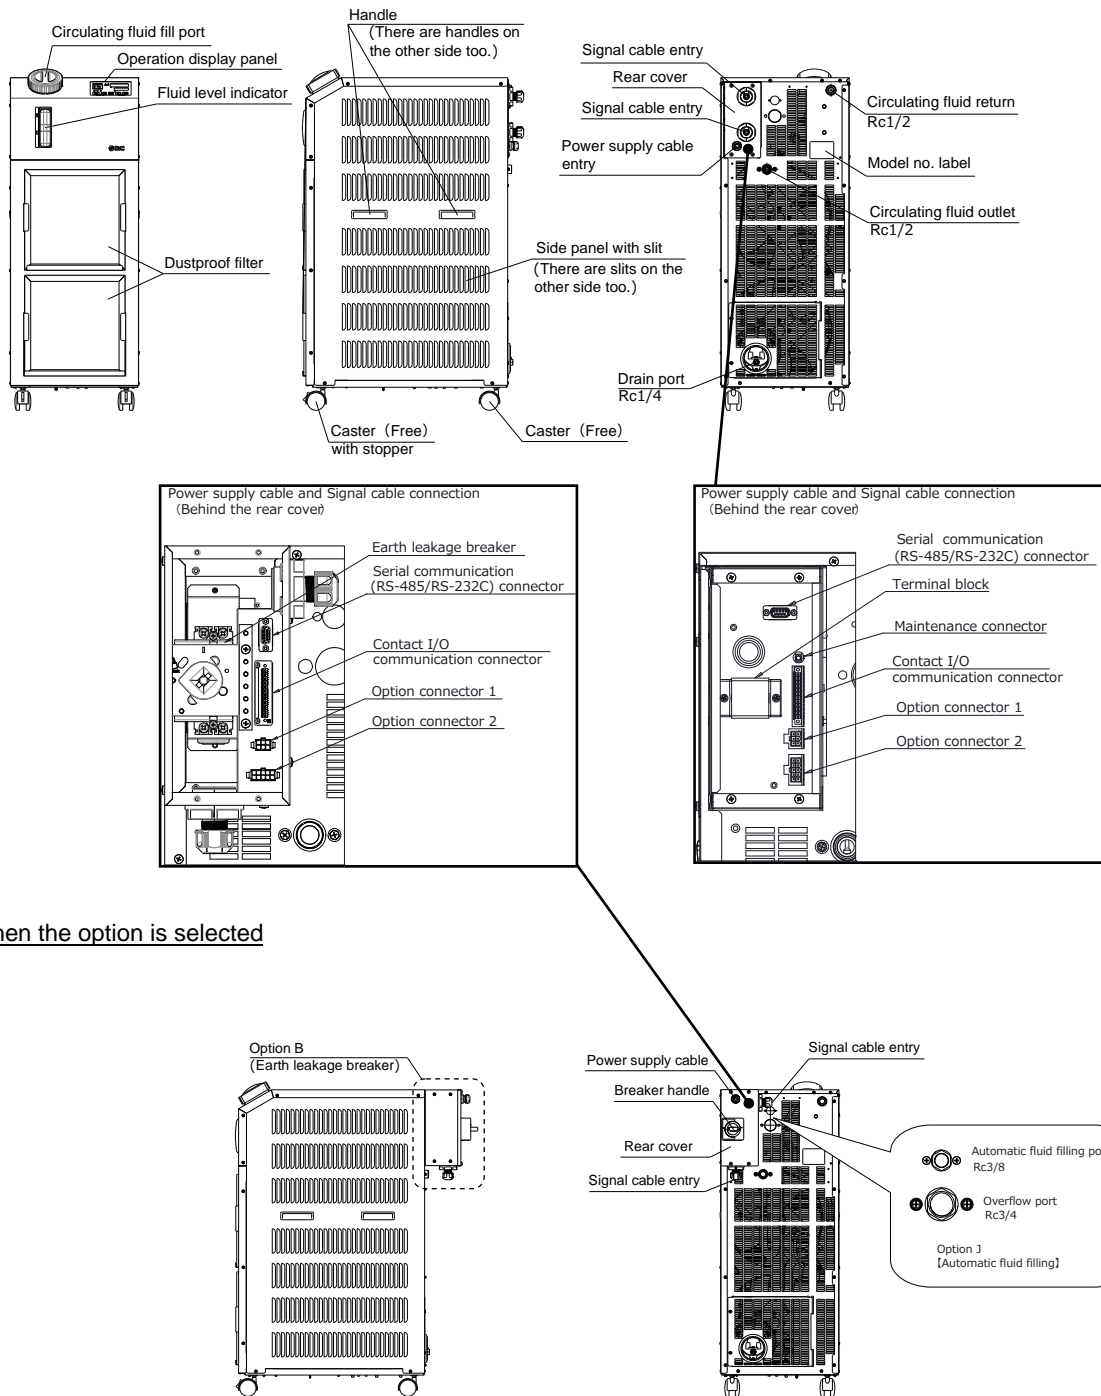 Circulating fluid fill port
Operation display panel
Fluid level indicator
SMC
Dustproof filter
Handle
(There are handles on
the other side too.)
Side panel with slit
(There are slits on the
other side too.)
Caster (Free)
with stopper
Caster (Free)
Signal cable entry
Rear cover
Signal cable entry
Power supply cable
entry
Circulating fluid return
Rc1/2
Model no. label
Circulating fluid outlet
Rc1/2
Drain port
Rc1/4
Power supply cable and Signal cable connection
(Behind the rear cover)
Earth leakage breaker
Serial communication
(RS-485/RS-232C) connector
Contact I/O
communication connector
Option connector 1
Option connector 2
Power supply cable and Signal cable connection
(Behind the rear cover)
Serial communication
(RS-485/RS-232C) connector
Terminal block
Maintenance connector
Contact I/O
communication connector
Option connector 1
Option connector 2
hen the option is selected
Option B
(Earth leakage breaker)
Power supply cable
Breaker handle
Rear cover
Signal cable entry
Signal cable entry
Automatic fluid filling po
Rc3/8
Overflow port
Rc3/4
Option J
【Automatic fluid filling】